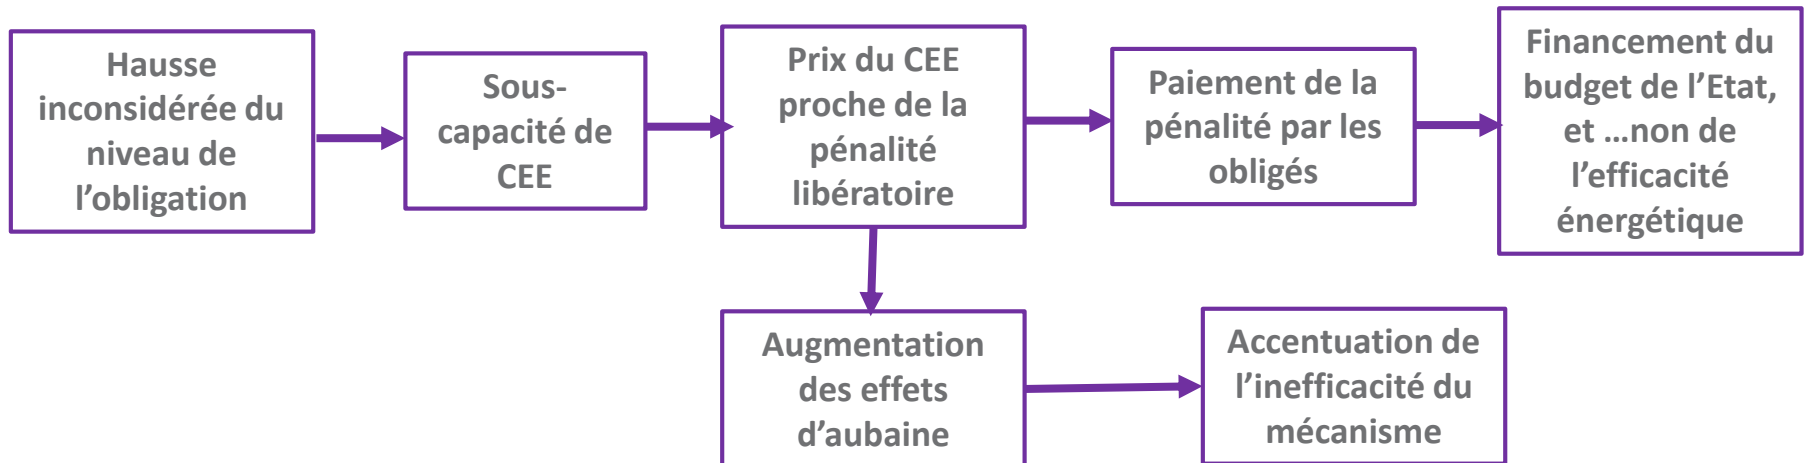 Hausse
inconsidérée du
niveau de
l’obligation
Sous-
capacité de
CEE
Prix du CEE
proche de la
pénalité
libératoire
Paiement de la
pénalité par les
obligés
Financement du
budget de l’Etat,
et …non de
l’efficacité
énergétique
Augmentation
des effets
d’aubaine
Accentuation de
l’inefficacité du
mécanisme